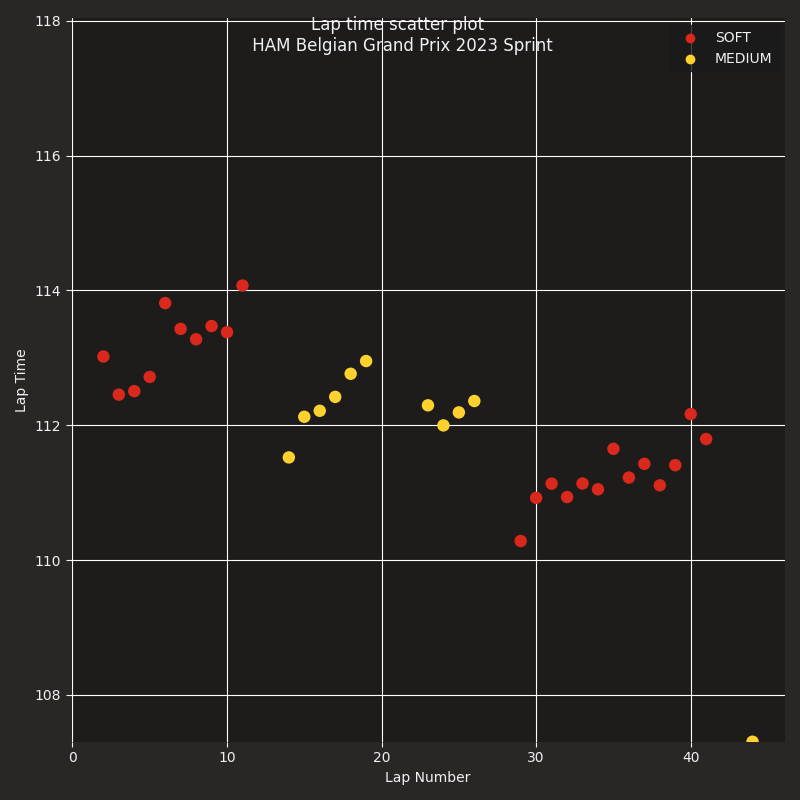 Lap time scatter plot
HAM Belgian Grand Prix 2023 Sprint
SOFT
MEDIUM
118
116
114
112
110
108
Lap Time
0 10 20 30 40
Lap Number